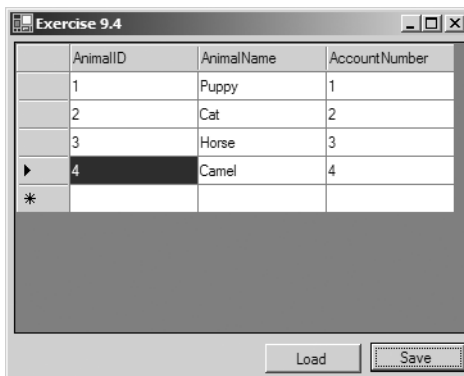 Exercise 9.4
AnimalID AnimalName AccountNumber
1 Puppy 1
2 Cat 2
3 Horse 3
4 Camel 4
Load Save